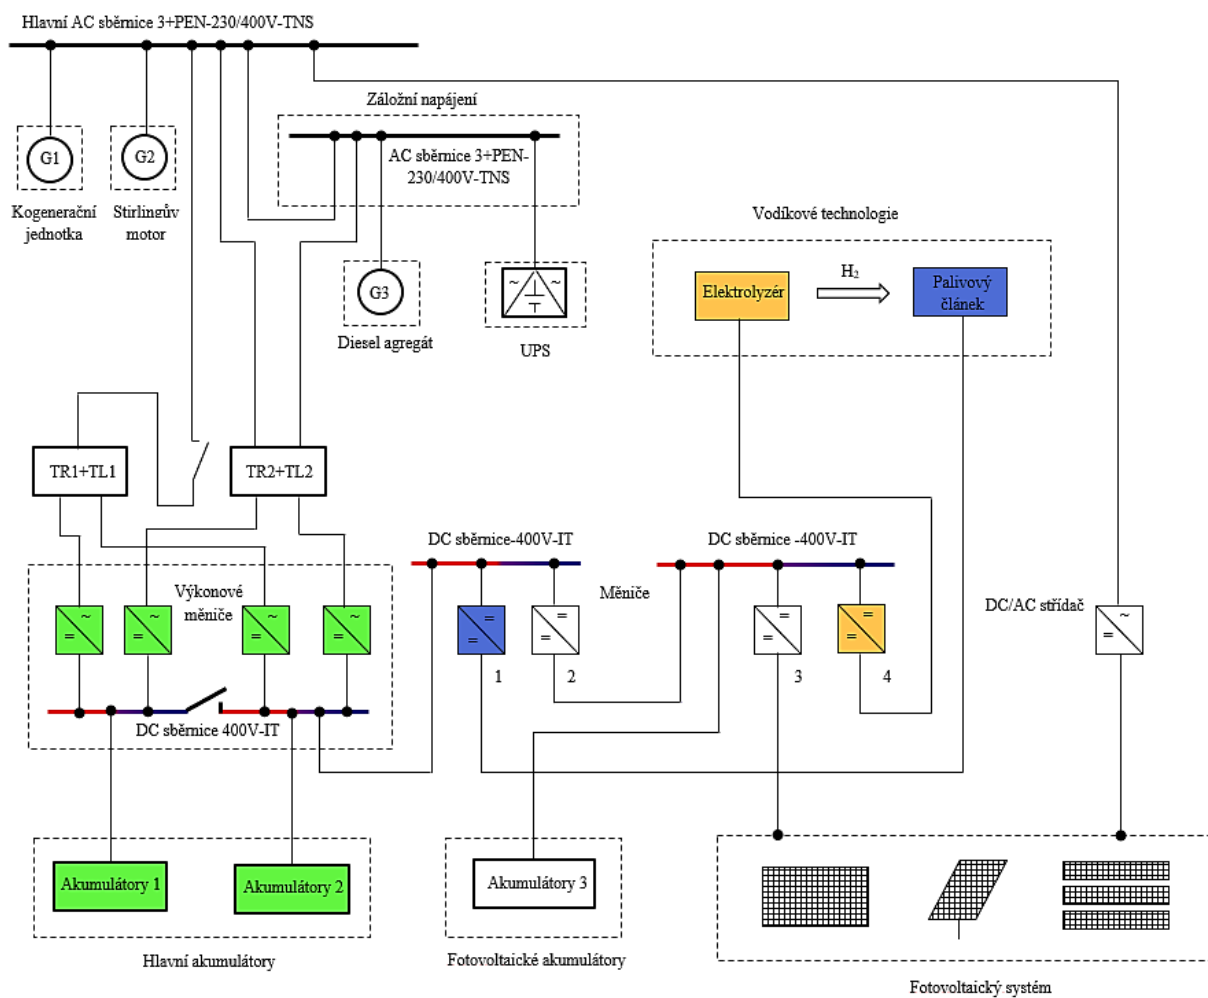 Hlavní AC sběrnice 3+PEN-230/400V-TNS
Záložní napájení
AC sběrnice 3+PEN-
230/400V-TNS
G1
G2
Kogenerační
jednotka
Stirlingův
motor
Vodíkové technologie
G3
~ ~
Diesel agregát
UPS
Elektrolyzér
H₂
Palivový
článek
TR1+TL1
TR2+TL2
DC sběrnice-400V-IT
DC sběrnice -400V-IT
Výkonové
měniče
Měniče
DC/AC střídač
~
=
~
=
~
=
~
=
=
=
=
=
=
=
=
=
~
=
1
2
3
4
DC sběrnice 400V-IT
Akumulátory 1
Akumulátory 2
Akumulátory 3
Hlavní akumulátory
Fotovoltaické akumulátory
Fotovoltaický systém